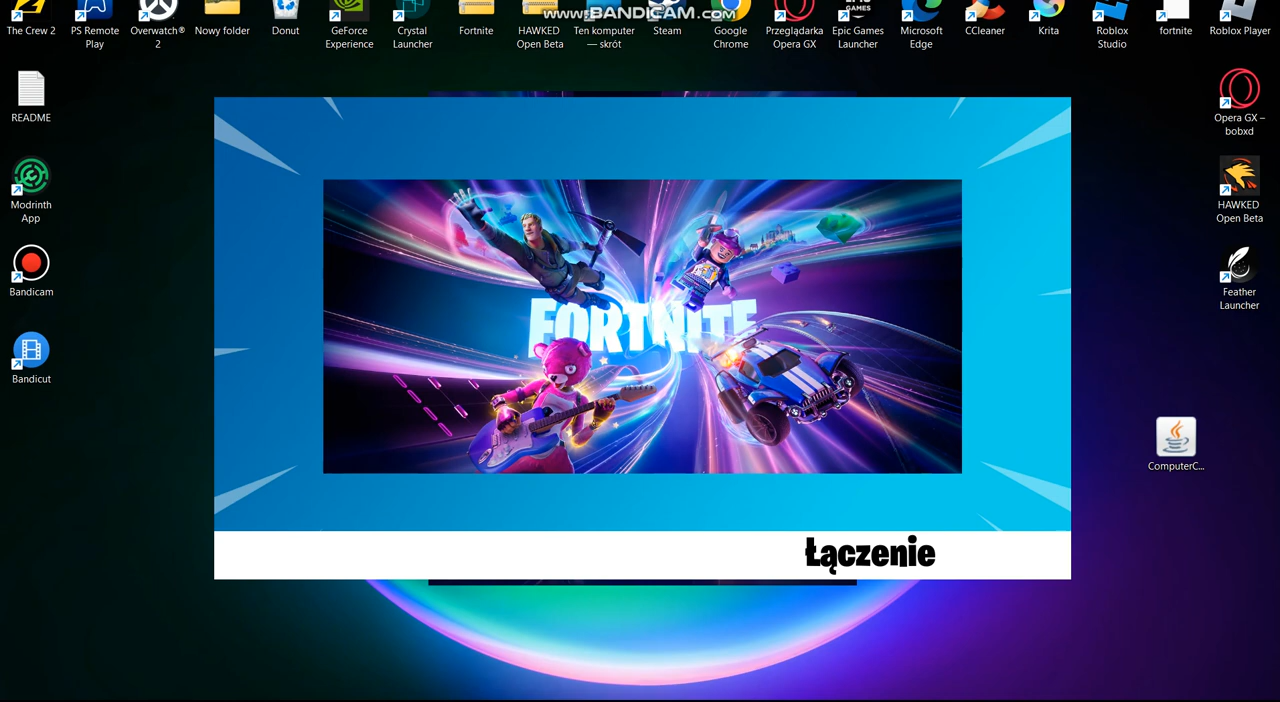 www.BANDICAM.com
The Crew 2
PS Remote
Play
Overwatch®
2
Nowy folder
Donut
GeForce
Experience
Crystal
Launcher
Fortnite
HAWKED
Open Beta
Ten komputer
— skrót
Steam
Google
Chrome
Przeglądarka
Opera GX
EPIC
GAMES
Epic Games
Launcher
Microsoft
Edge
CCleaner
Krita
Roblox
Studio
fortnite
Roblox Player
README
Opera GX –
bobxd
Modrinth
App
HAWKED
Open Beta
Bandicam
Feather
Launcher
Bandicut
FORTNITE
ComputerC...
Łączenie